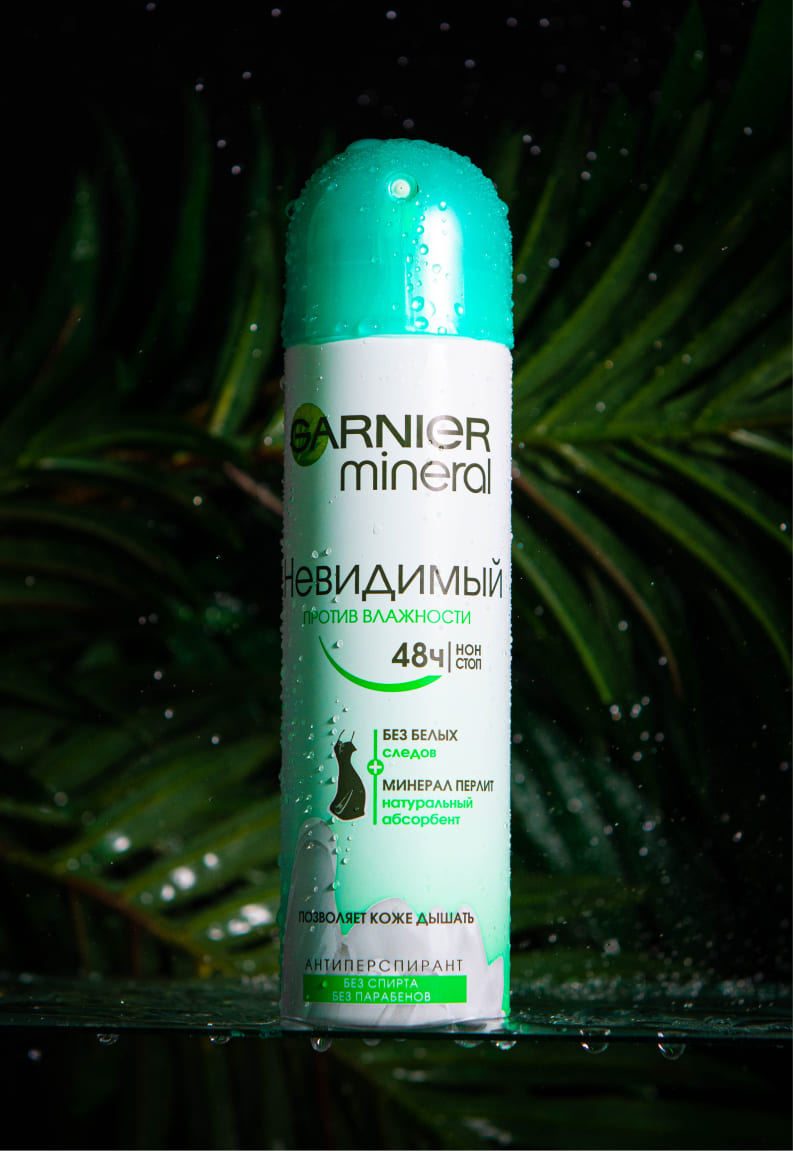 GARNIER
mineral
Невидимый
ПРОТИВ ВЛАЖНОСТИ
48ч
НОН
СТОП
БЕЗ БЕЛЫХ
следов
+
МИНЕРАЛ ПЕРЛИТ
натуральный
абсорбент
ПОЗВОЛЯЕТ КОЖЕ ДЫШАТЬ
АНТИПЕРСПИРАНТ
БЕЗ СПИРТА
БЕЗ ПАРАБЕНОВ